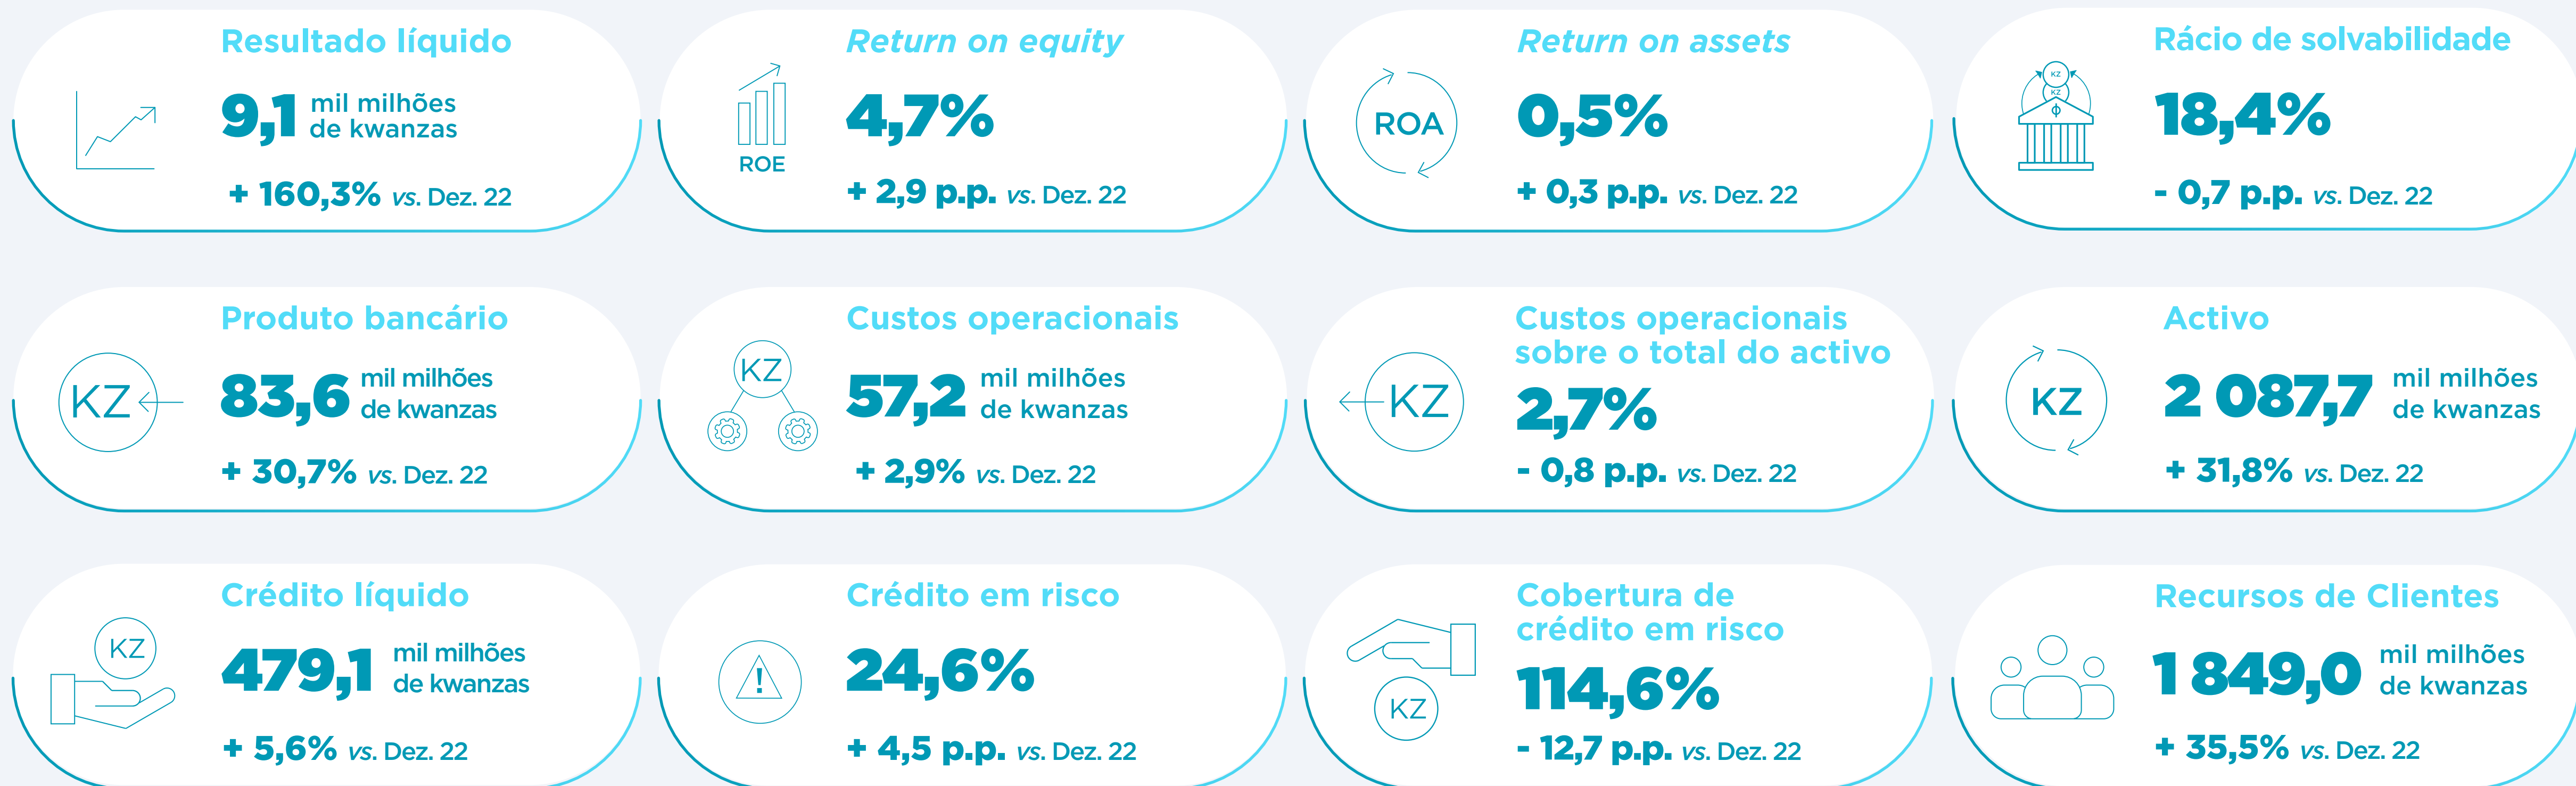 Resultado líquido
9,1 mil milhões
de kwanzas
+ 160,3% vs. Dez. 22
ROE
Return on equity
4,7%
+ 2,9 p.p. vs. Dez. 22
ROA
Return on assets
0,5%
+ 0,3 p.p. vs. Dez. 22
KZ
KZ
Rácio de solvabilidade
18,4%
- 0,7 p.p. vs. Dez. 22
KZ
Produto bancário
83,6 mil milhões
de kwanzas
+ 30,7% vs. Dez. 22
KZ
Custos operacionais
57,2 mil milhões
de kwanzas
+ 2,9% vs. Dez. 22
KZ
Custos operacionais
sobre o total do activo
2,7%
- 0,8 p.p. vs. Dez. 22
KZ
Activo
2 087,7 mil milhões
de kwanzas
+ 31,8% vs. Dez. 22
KZ
Crédito líquido
479,1 mil milhões
de kwanzas
+ 5,6% vs. Dez. 22
!
Crédito em risco
24,6%
+ 4,5 p.p. vs. Dez. 22
KZ
Cobertura de
crédito em risco
114,6%
- 12,7 p.p. vs. Dez. 22
Recursos de Clientes
1 849,0 mil milhões
de kwanzas
+ 35,5% vs. Dez. 22